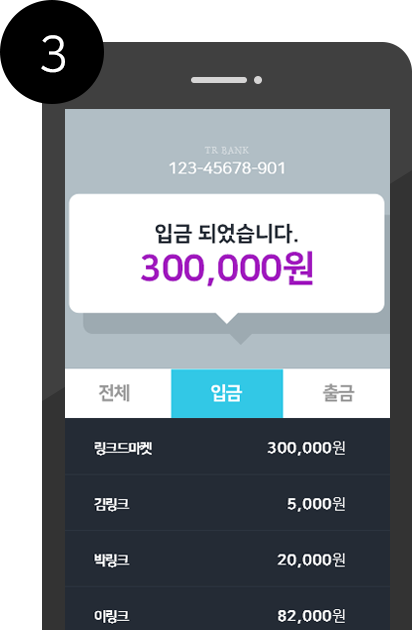 3
TR BANK
123-45678-901
입금 되었습니다.
300,000원
전체 입금 출금
링크드마켓 300,000원
김링크 5,000원
박링크 20,000원
이링크 82,000원